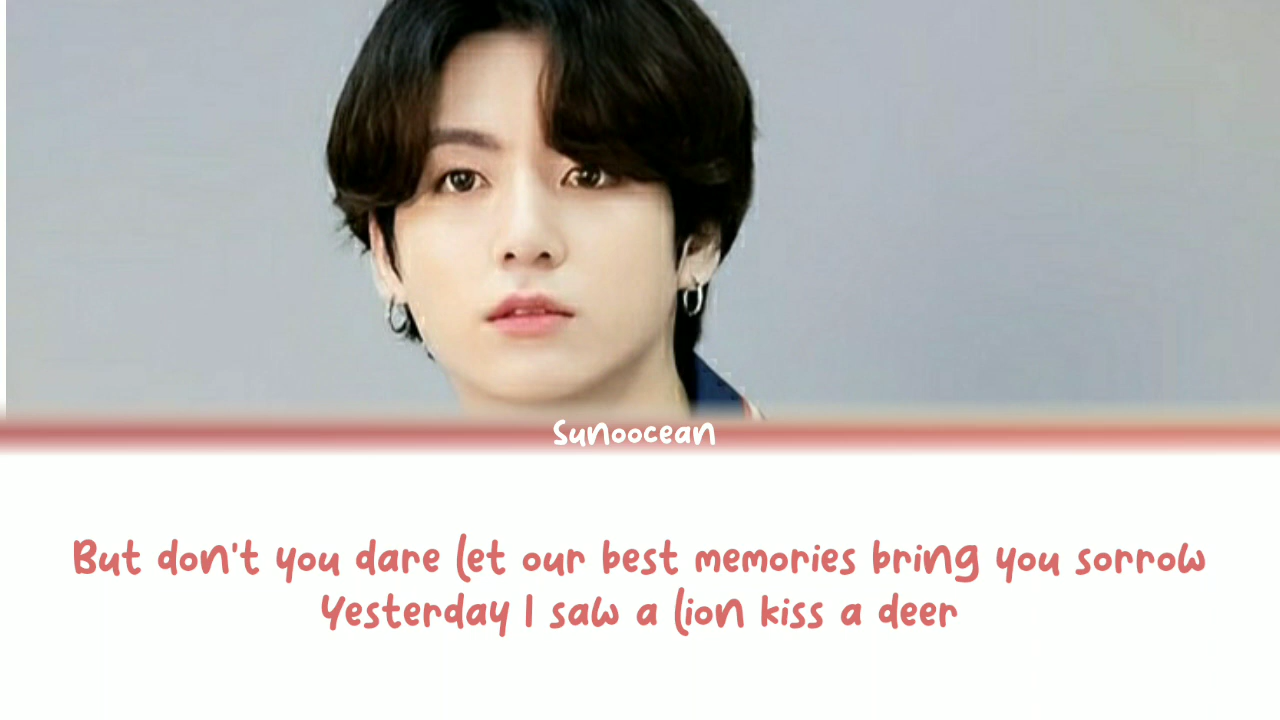 Sunoocean
But don't you dare let our best memories bring you sorrow
Yesterday I saw a lion kiss a deer